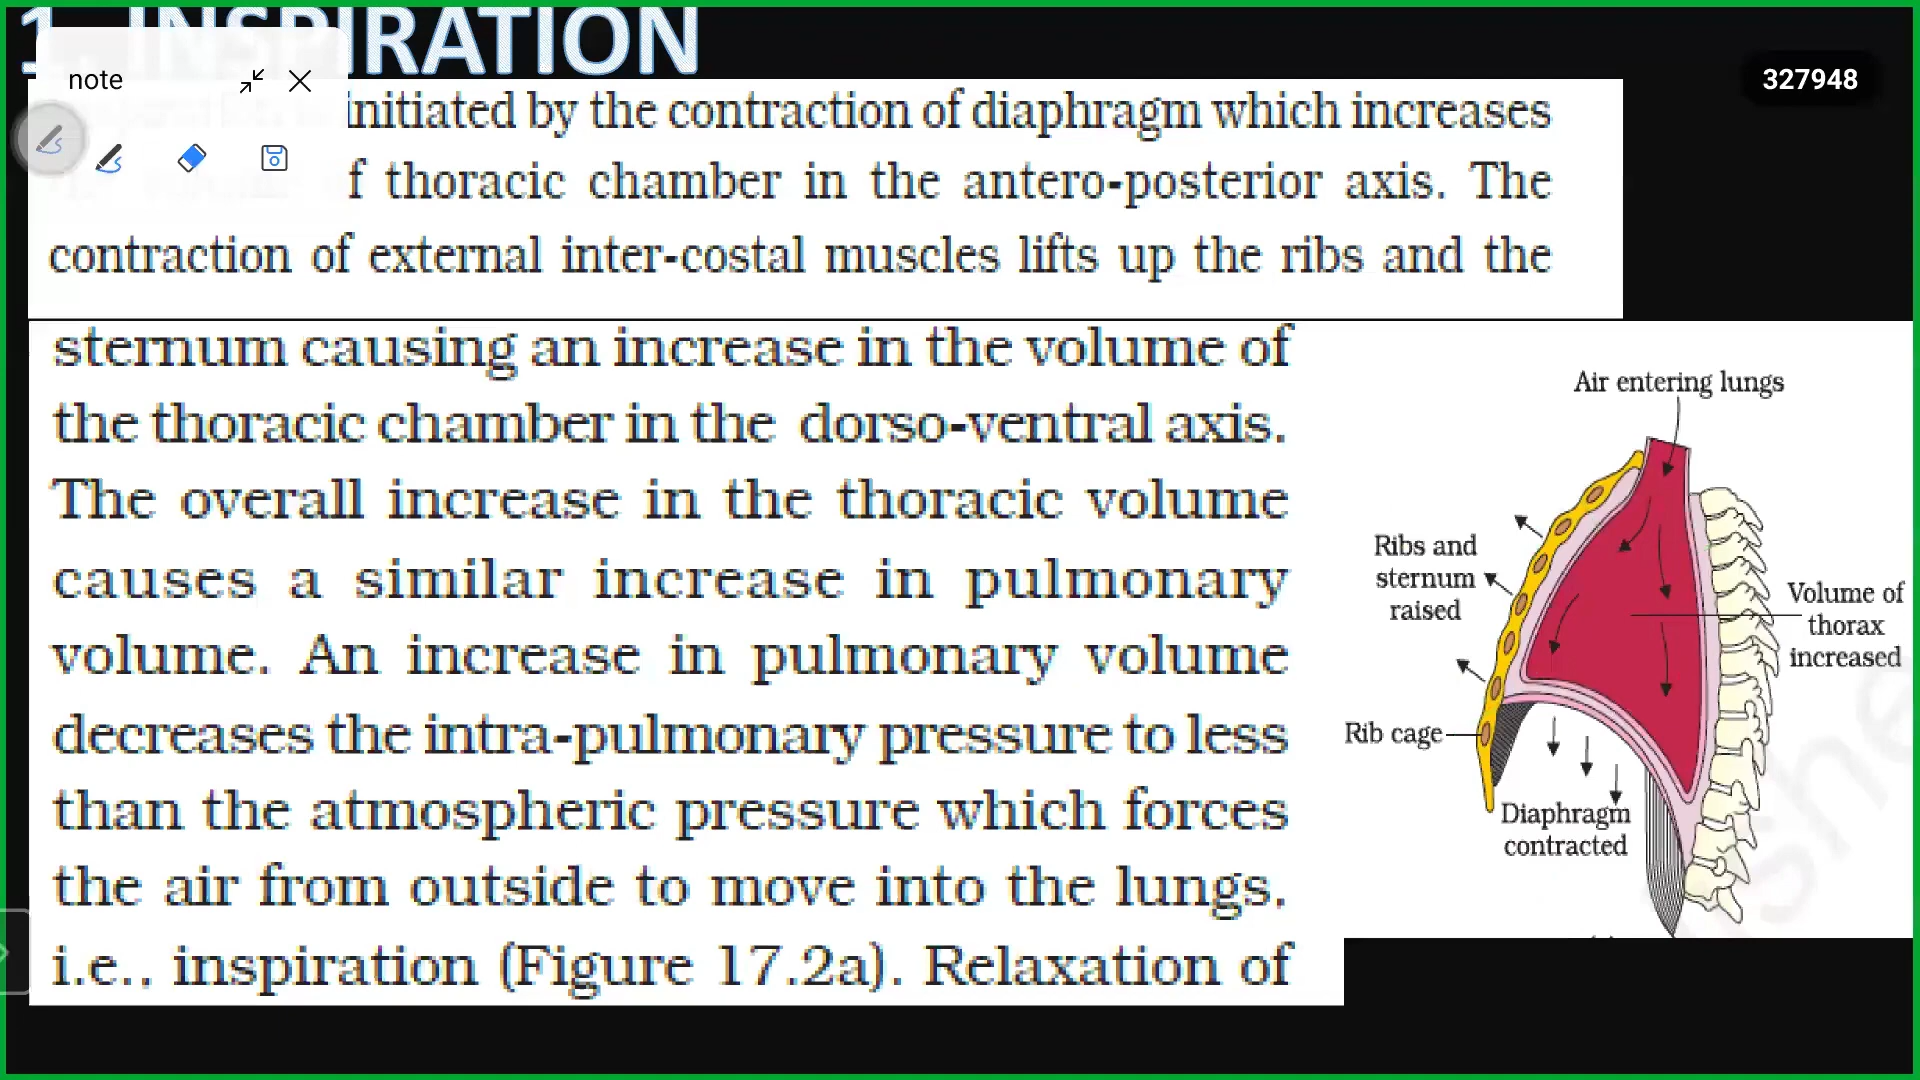 1. INSPIRATION
note
327948
initiated by the contraction of diaphragm which increases
f thoracic chamber in the antero-posterior axis. The
contraction of external inter-costal muscles lifts up the ribs and the
sternum causing an increase in the volume of
the thoracic chamber in the dorso-ventral axis.
The overall increase in the thoracic volume
causes a similar increase in pulmonary
volume. An increase in pulmonary volume
decreases the intra-pulmonary pressure to less
than the atmospheric pressure which forces
the air from outside to move into the lungs,
i.e., inspiration (Figure 17.2a). Relaxation of
Air entering lungs
Ribs and
sternum
raised
Volume of
thorax
increased
Rib cage
Diaphragm
contracted